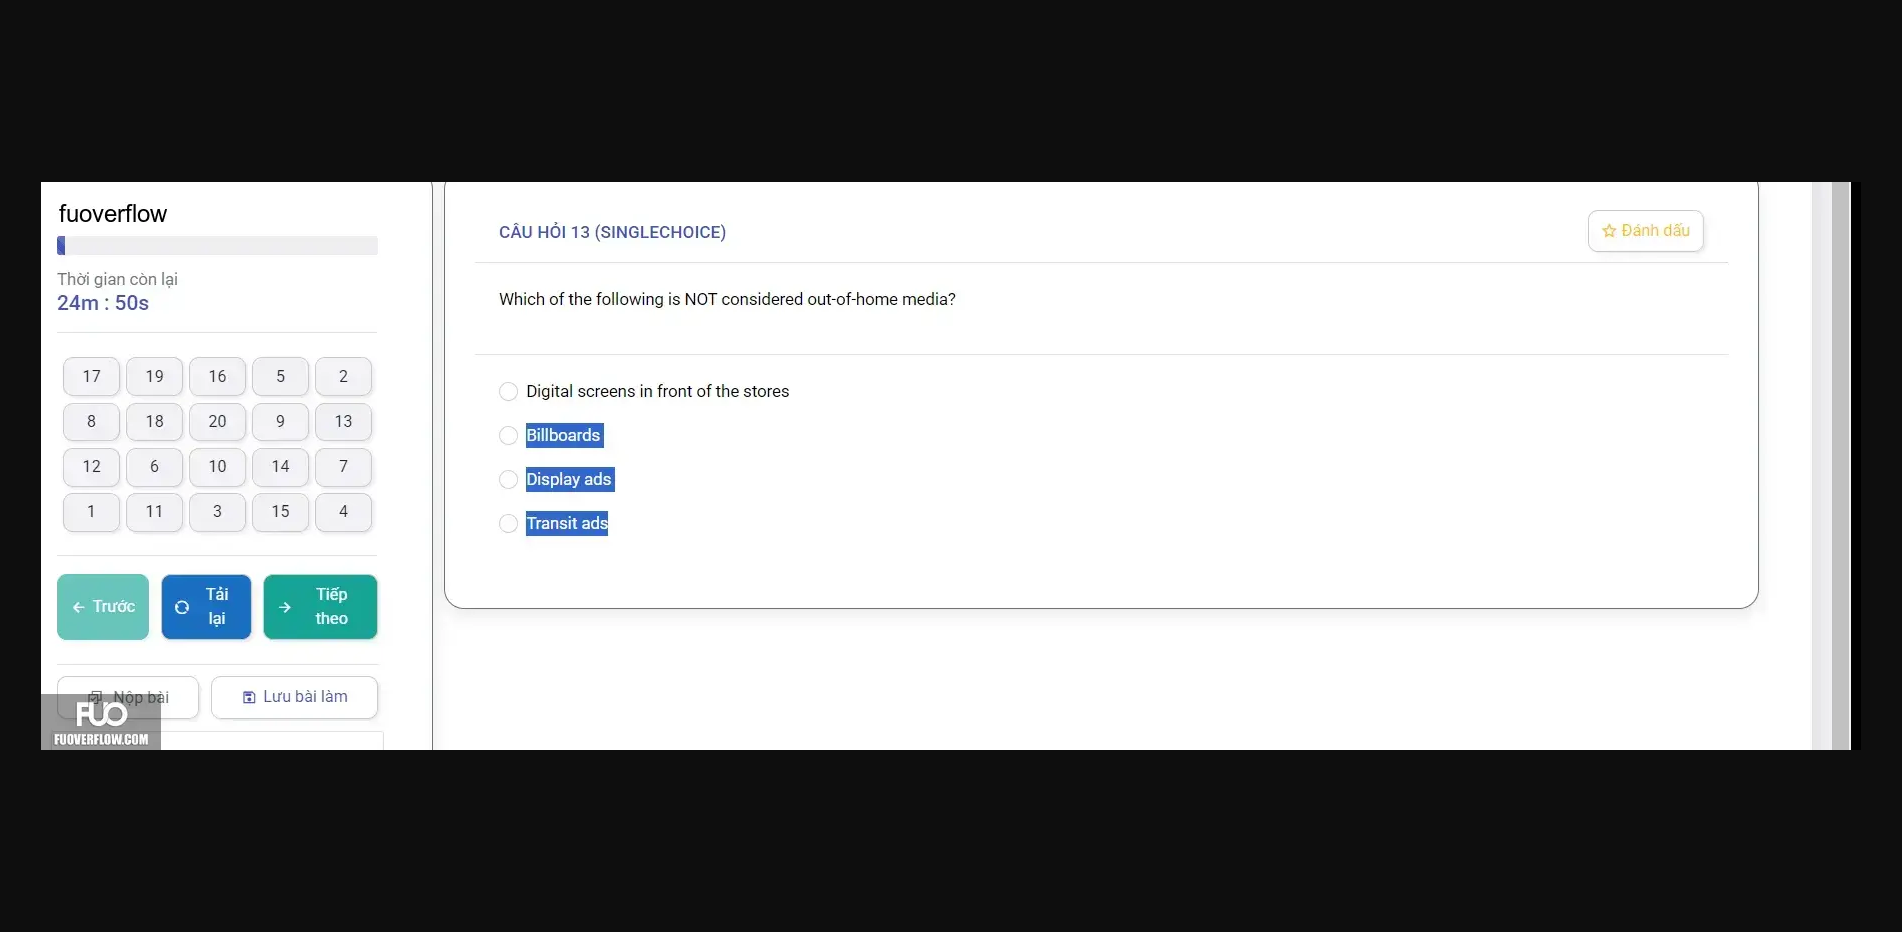 fuoverflow
Thời gian còn lại
24m : 50s
17 19 16 5 2
8 18 20 9 13
12 6 10 14 7
1 11 3 15 4
← Trước
Tải lại
→ Tiếp theo
Nộp bài
Lưu bài làm
FUO
FUOVERFLOW.COM
CÂU HỎI 13 (SINGLECHOICE)
Đánh dấu
Which of the following is NOT considered out-of-home media?
Digital screens in front of the stores
Billboards
Display ads
Transit ads